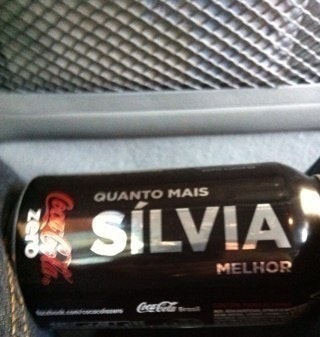 QUANTO MAIS
SÍLVIA
MELHOR
Coca-Cola
zero
facebook.com/cocacolazero
Coca-Cola Brasil